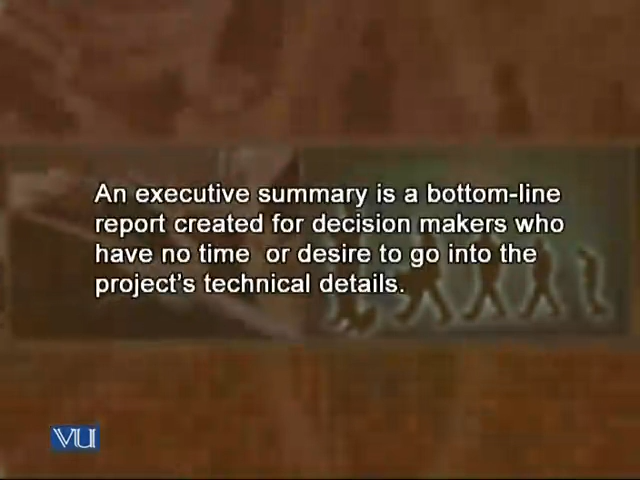 An executive summary is a bottom-line
report created for decision makers who
have no time  or desire to go into the
project's technical details.
VU